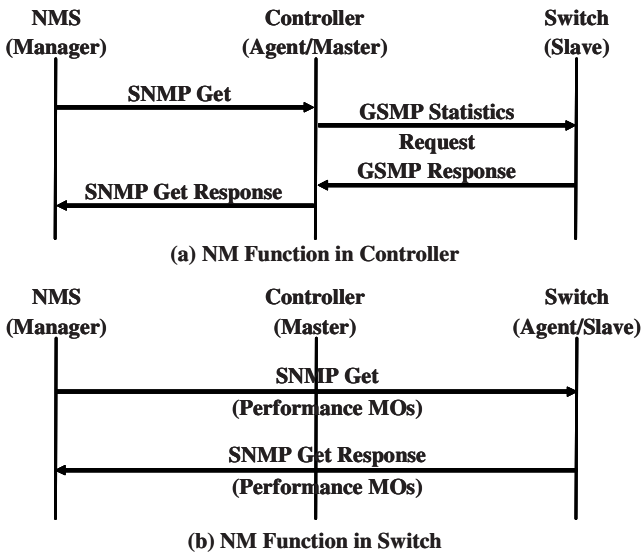 NMS Controller Switch
(Manager) (Agent/Master) (Slave)
SNMP Get
GSMP Statistics
Request
GSMP Response
SNMP Get Response
(a) NM Function in Controller
NMS Controller Switch
(Manager) (Master) (Agent/Slave)
SNMP Get
(Performance MOs)
SNMP Get Response
(Performance MOs)
(b) NM Function in Switch